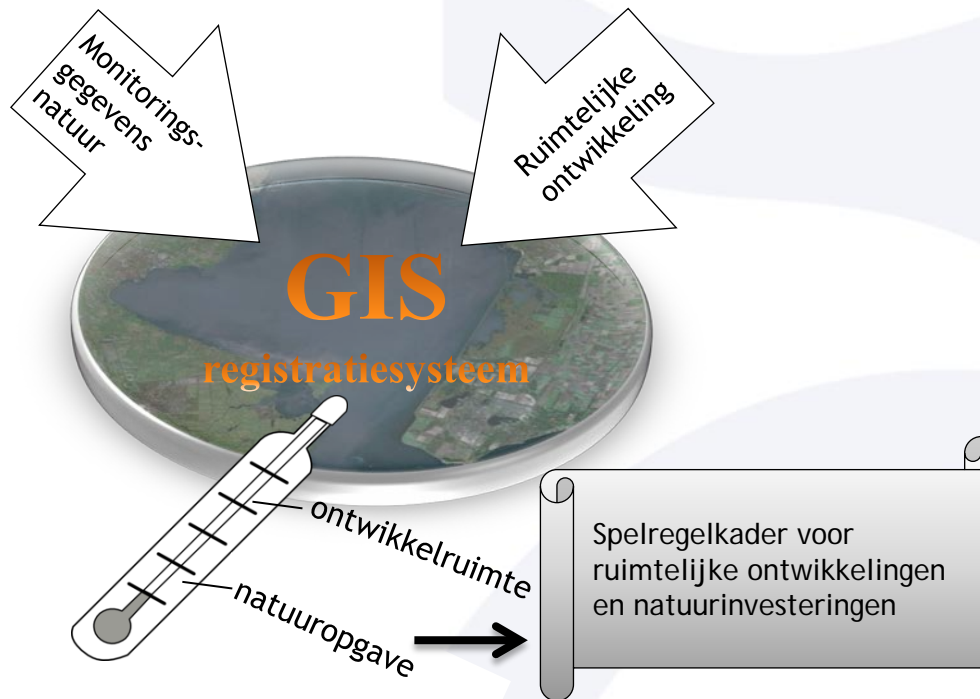 Monitorings-
gegevens
natuur
Ruimtelijke
ontwikkeling
GIS
registratiesysteem
ontwikkelruimte
natuuropgave
Spelregelkader voor
ruimtelijke ontwikkelingen
en natuurinvesteringen